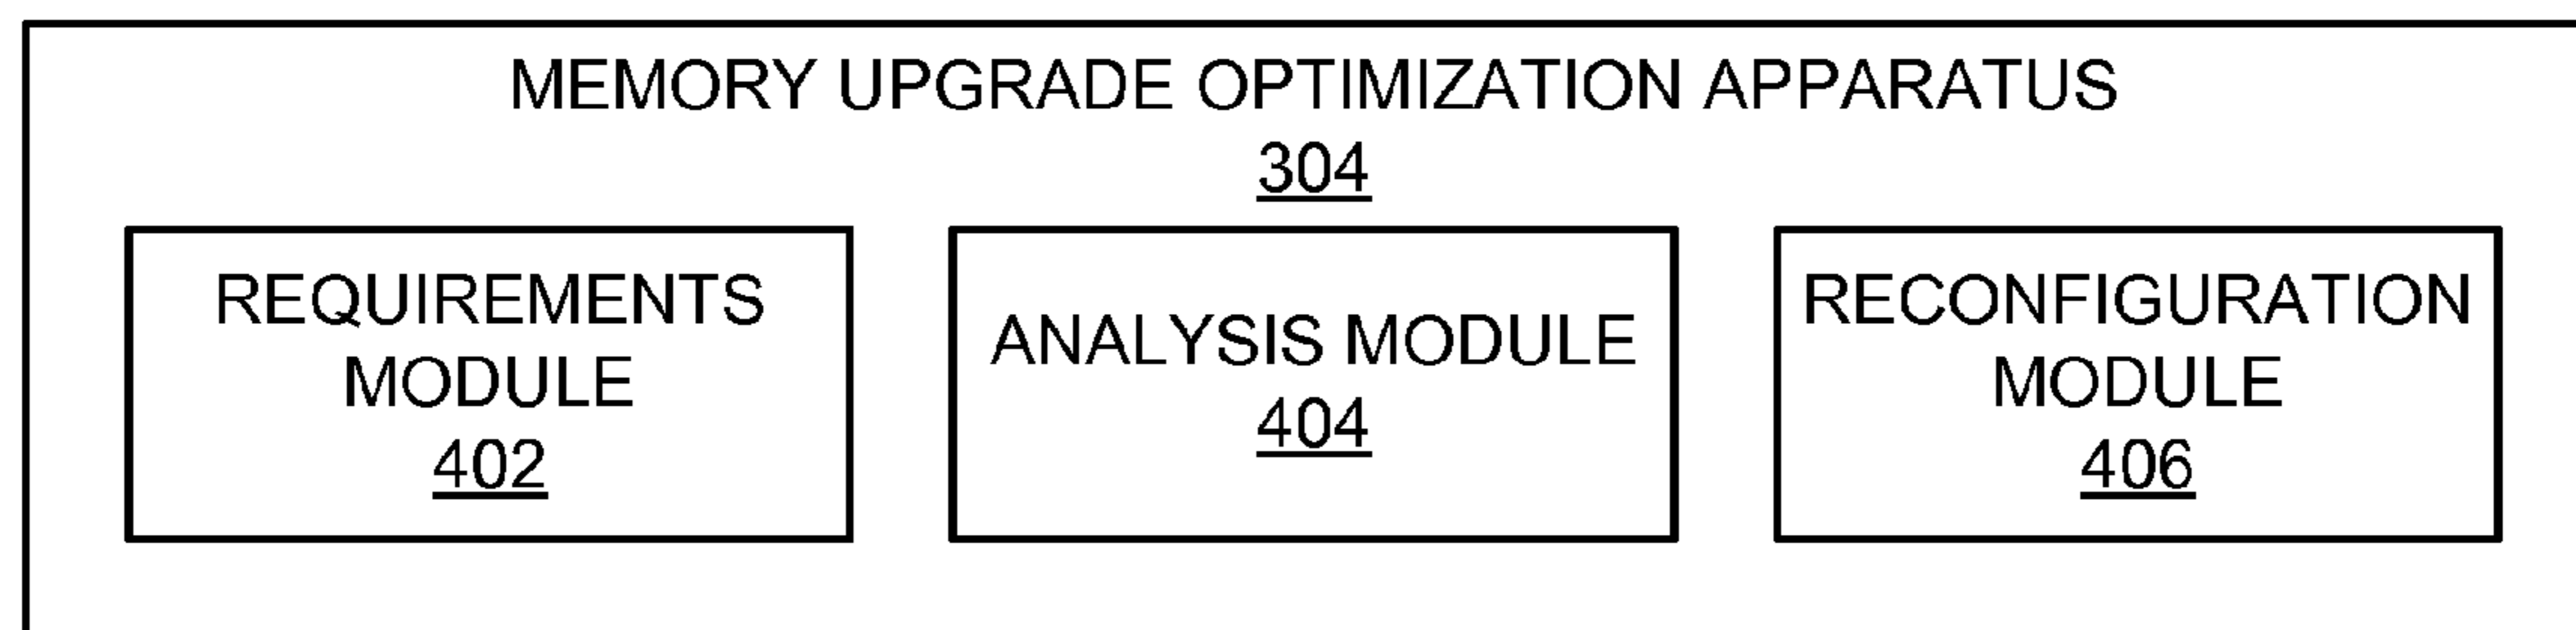 MEMORY UPGRADE OPTIMIZATION APPARATUS
304
REQUIREMENTS
MODULE
402
ANALYSIS MODULE
404
RECONFIGURATION
MODULE
406